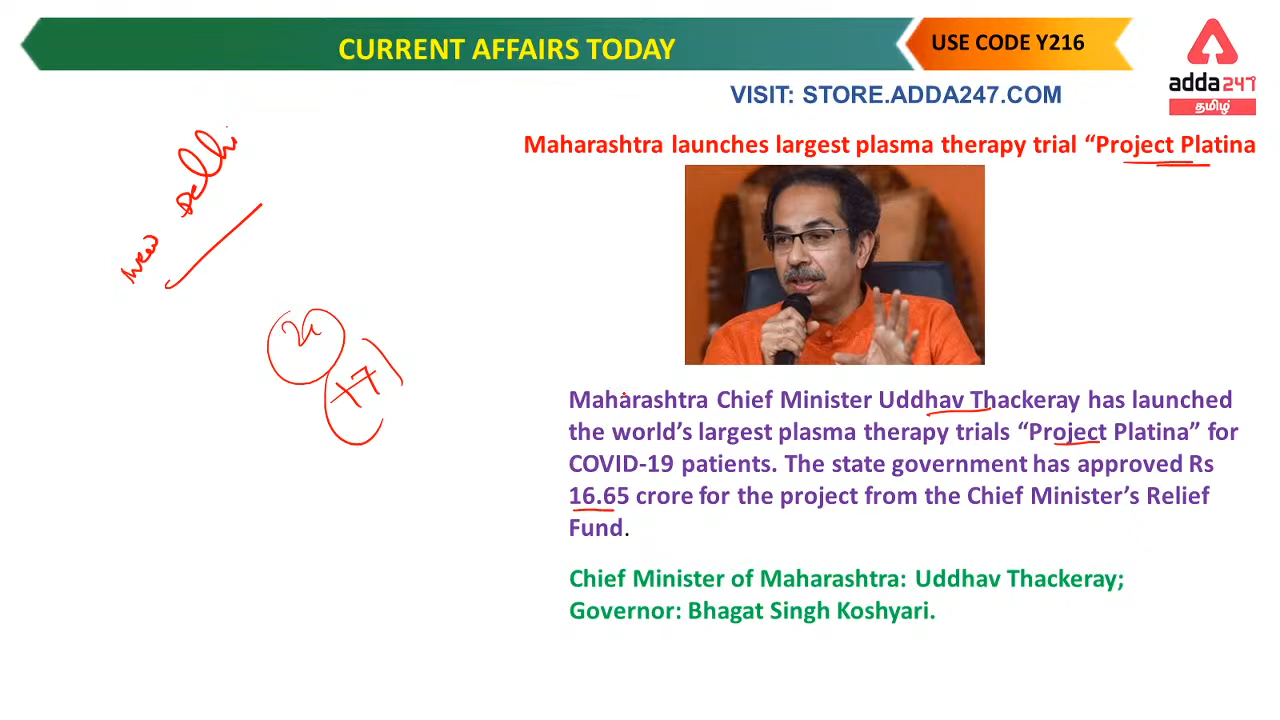 CURRENT AFFAIRS TODAY
USE CODE Y216
adda247
தமிழ்
VISIT: STORE.ADDA247.COM
Maharashtra launches largest plasma therapy trial “Project Platina
new delhi
+7
Maharashtra Chief Minister Uddhav Thackeray has launched
the world’s largest plasma therapy trials “Project Platina” for
COVID-19 patients. The state government has approved Rs
16.65 crore for the project from the Chief Minister’s Relief
Fund.
Chief Minister of Maharashtra: Uddhav Thackeray;
Governor: Bhagat Singh Koshyari.